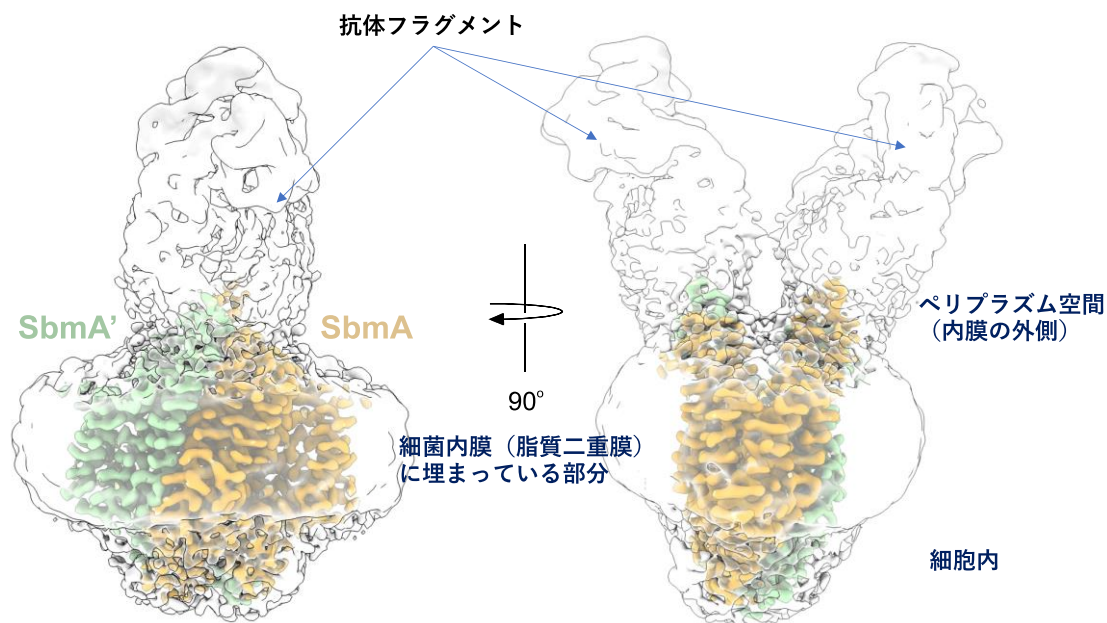 抗体フラグメント
SbmA’
SbmA
ペリプラズム空間
（内膜の外側）
90°
細菌内膜（脂質二重膜）
に埋まっている部分
細胞内